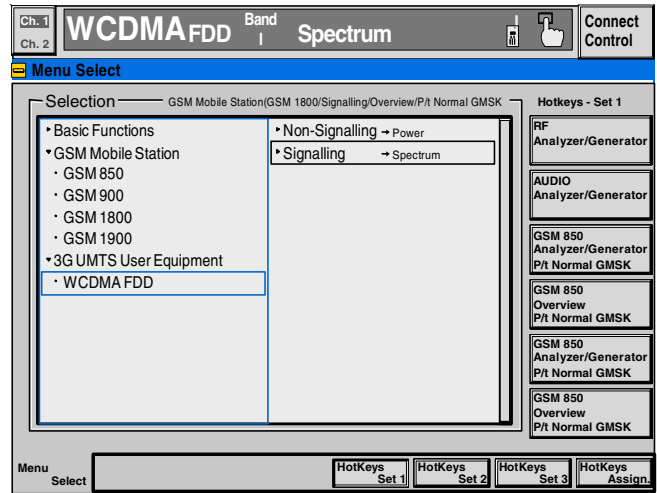 Ch. 1
Ch. 2
WCDMA FDD Band I Spectrum
Connect
Control
Menu Select
Selection GSM Mobile Station(GSM 1800/Signalling/Overview/P/t Normal GMSK
Hotkeys - Set 1
Basic Functions
GSM Mobile Station
GSM 850
GSM 900
GSM 1800
GSM 1900
3G UMTS User Equipment
WCDMA FDD
Non-Signalling → Power
Signalling → Spectrum
RF
Analyzer/Generator
AUDIO
Analyzer/Generator
GSM 850
Analyzer/Generator
P/t Normal GMSK
GSM 850
Overview
P/t Normal GMSK
GSM 850
Analyzer/Generator
P/t Normal GMSK
GSM 850
Overview
P/t Normal GMSK
Menu
Select
HotKeys
Set 1
HotKeys
Set 2
HotKeys
Set 3
HotKeys
Assign.